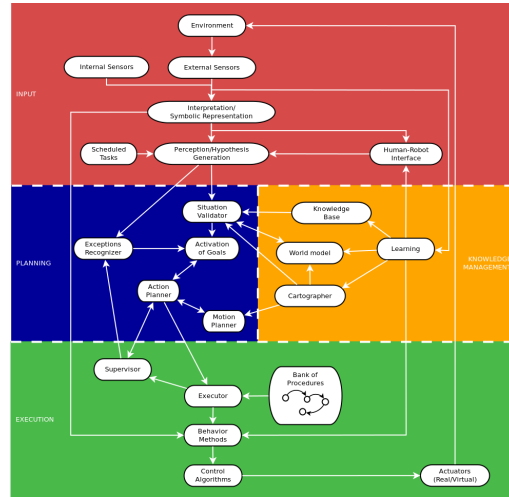 Environment
Internal Sensors
External Sensors
INPUT
Interpretation/
Symbolic Representation
Scheduled
Tasks
Perception/Hypothesis
Generation
Human-Robot
Interface
Situation
Validator
Knowledge
Base
Exceptions
Recognizer
Activation
of Goals
World model
Learning
PLANNING
KNOWLEDGE
MANAGEMENT
Action
Planner
Cartographer
Motion
Planner
Supervisor
Bank of
Procedures
Executor
EXECUTION
Behavior
Methods
Control
Algorithms
Actuators
(Real/Virtual)